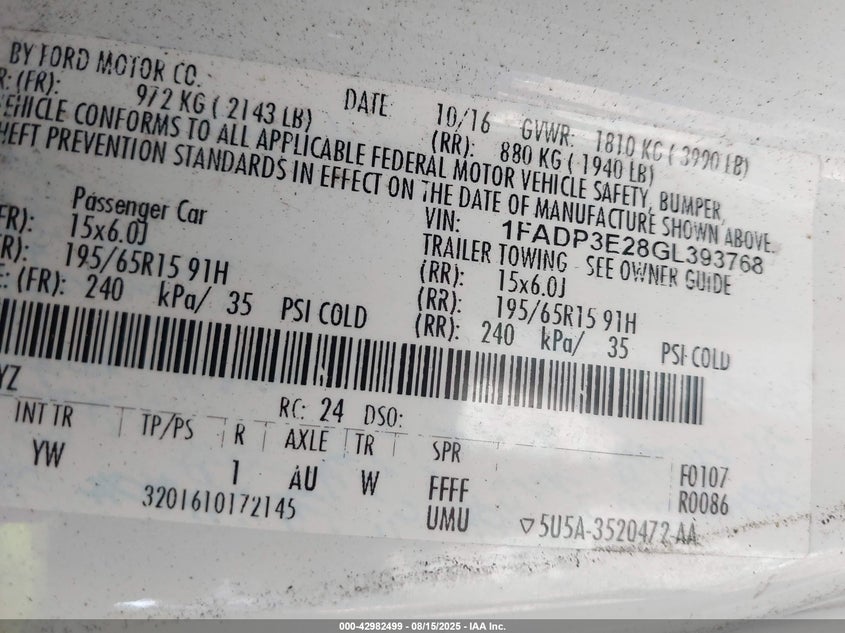 BY FORD MOTOR CO.
DATE 10/16 GVWR: 1810 KG ( 3990 LB)
R: (FR): 972 KG ( 2143 LB) (RR): 880 KG ( 1940 LB)
VEHICLE CONFORMS TO ALL APPLICABLE FEDERAL MOTOR VEHICLE SAFETY, BUMPER,
HEFT PREVENTION STANDARDS IN EFFECT ON THE DATE OF MANUFACTURE SHOWN ABOVE.
VIN: 1FADP3E28GL393768
Passenger Car TRAILER TOWING - SEE OWNER GUIDE
FR): 15x6.0J (RR): 15x6.0J
FR): 195/65R15 91H (RR): 195/65R15 91H
E: (FR): 240 kPa/ 35 PSI COLD (RR): 240 kPa/ 35 PSI COLD
YZ
RC: 24 DSO:
INT TR TP/PS R AXLE TR SPR
YW 1 AU W FFFF F0107
UMU R0086
3201610172145 5U5A-3520472-AA
000-42982499 - 08/15/2025 - IAA Inc.